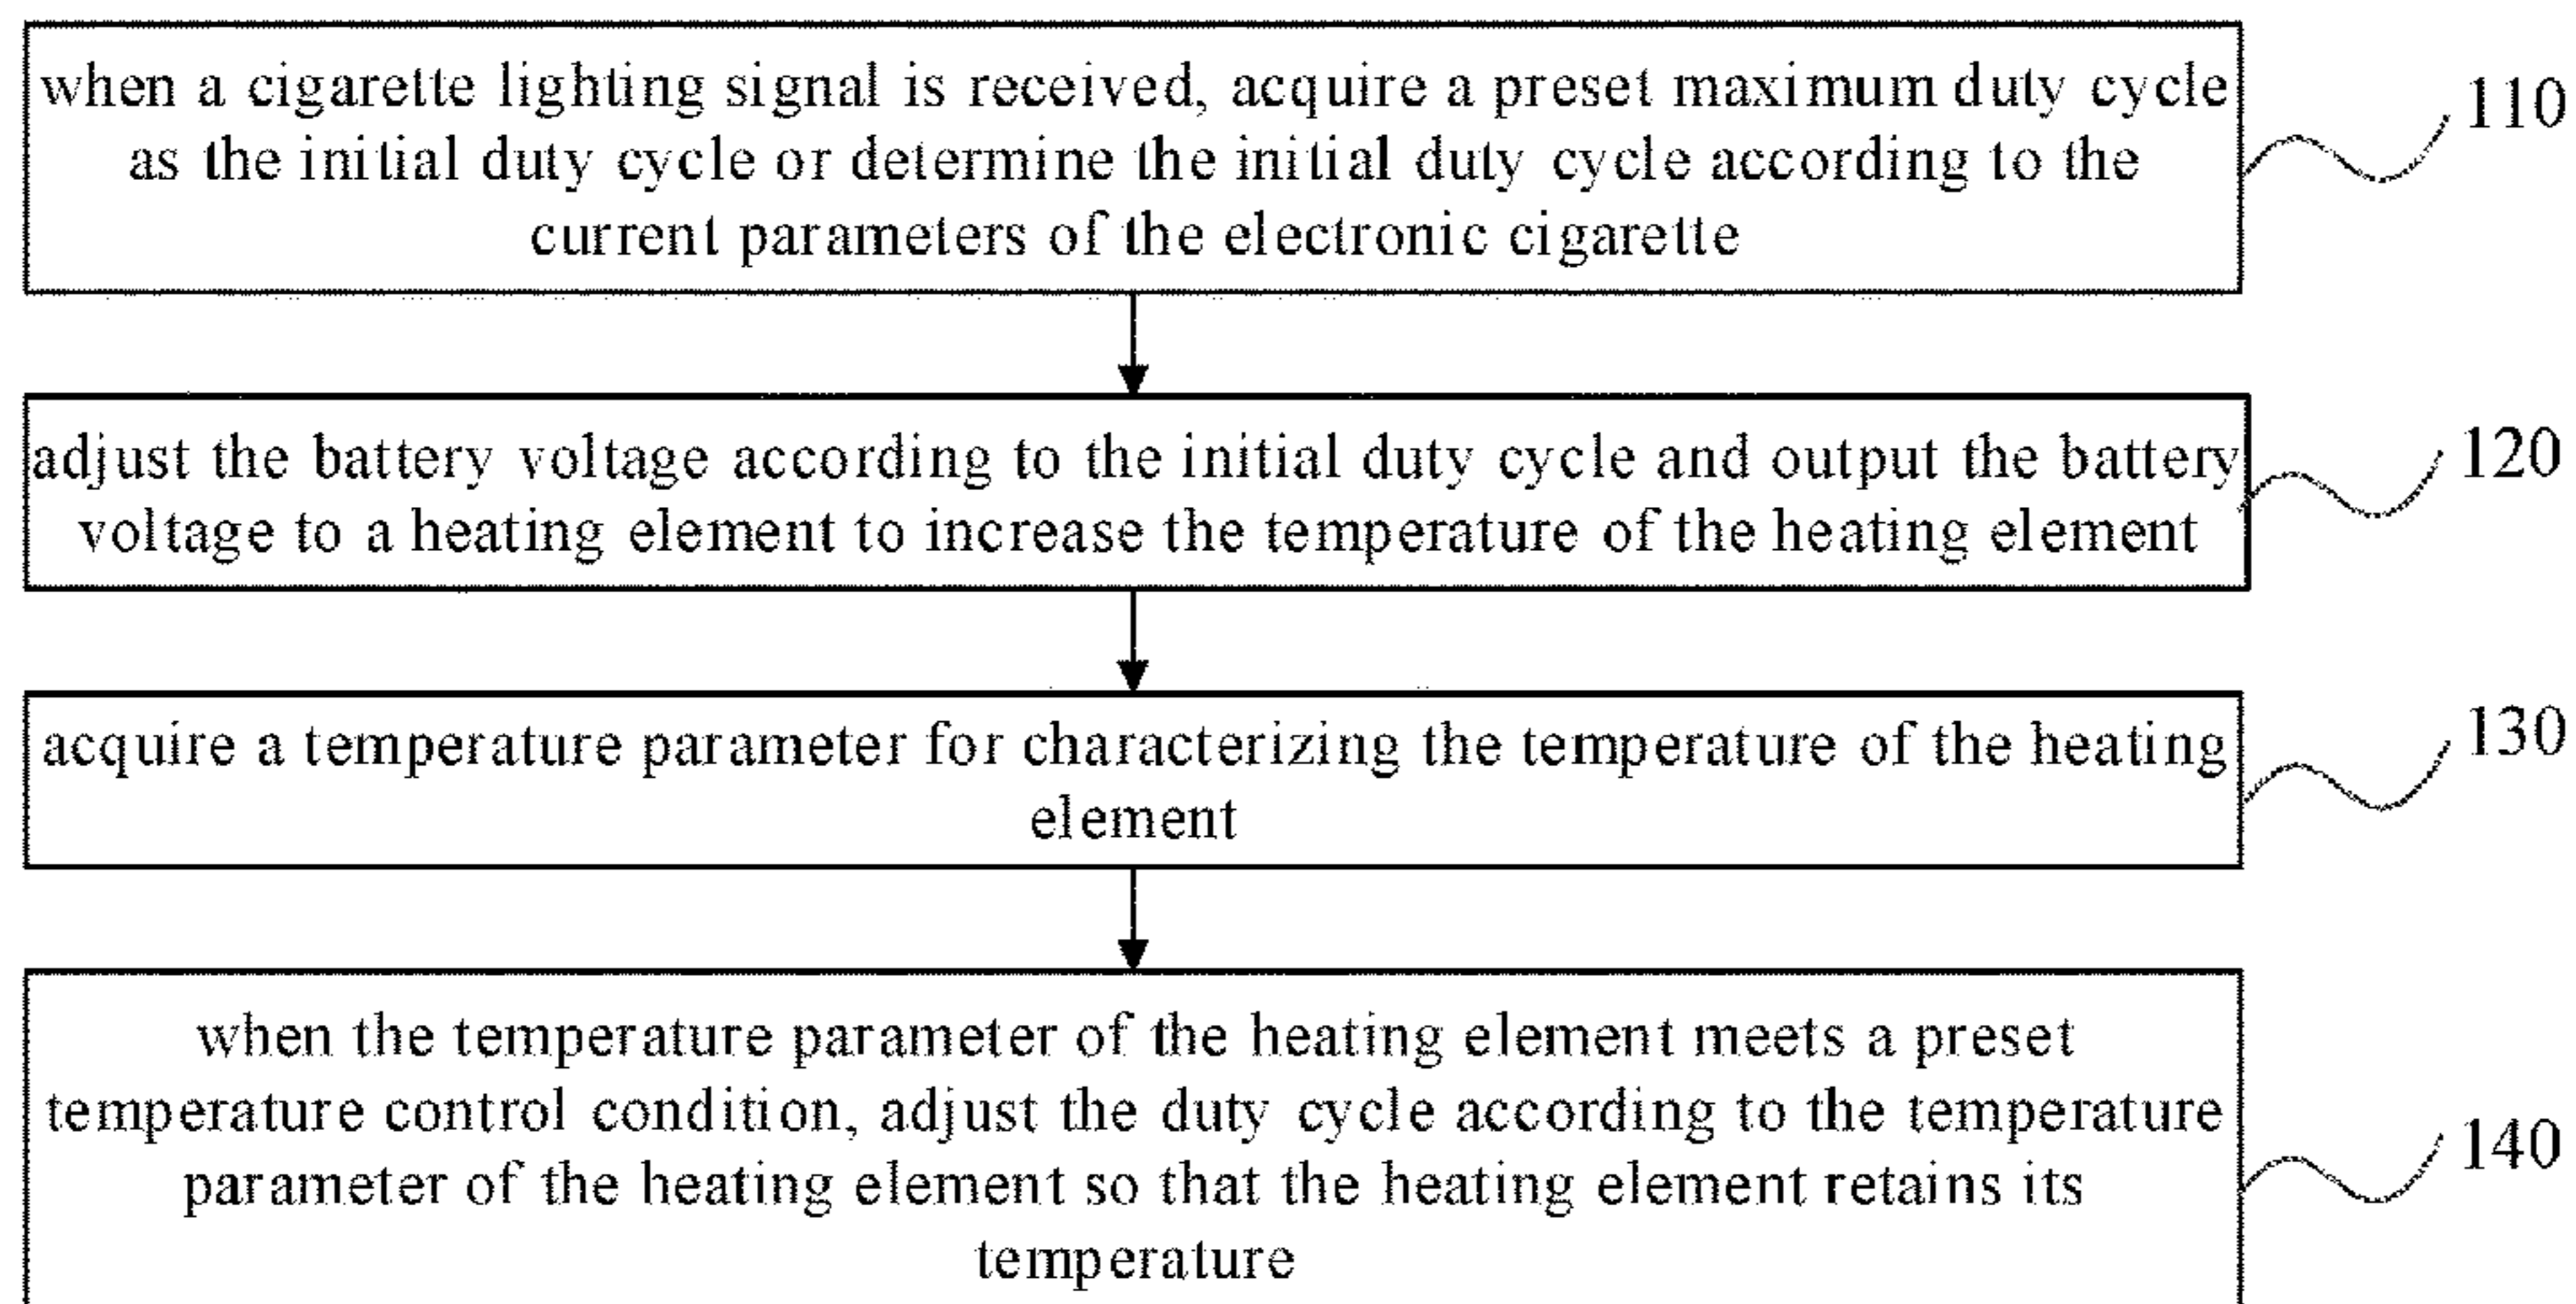 when a cigarette lighting signal is received, acquire a preset maximum duty cycle
as the initial duty cycle or determine the initial duty cycle according to the
current parameters of the electronic cigarette
110
adjust the battery voltage according to the initial duty cycle and output the battery
voltage to a heating element to increase the temperature of the heating element
120
acquire a temperature parameter for characterizing the temperature of the heating
element
130
when the temperature parameter of the heating element meets a preset
temperature control condition, adjust the duty cycle according to the temperature
parameter of the heating element so that the heating element retains its
temperature
140